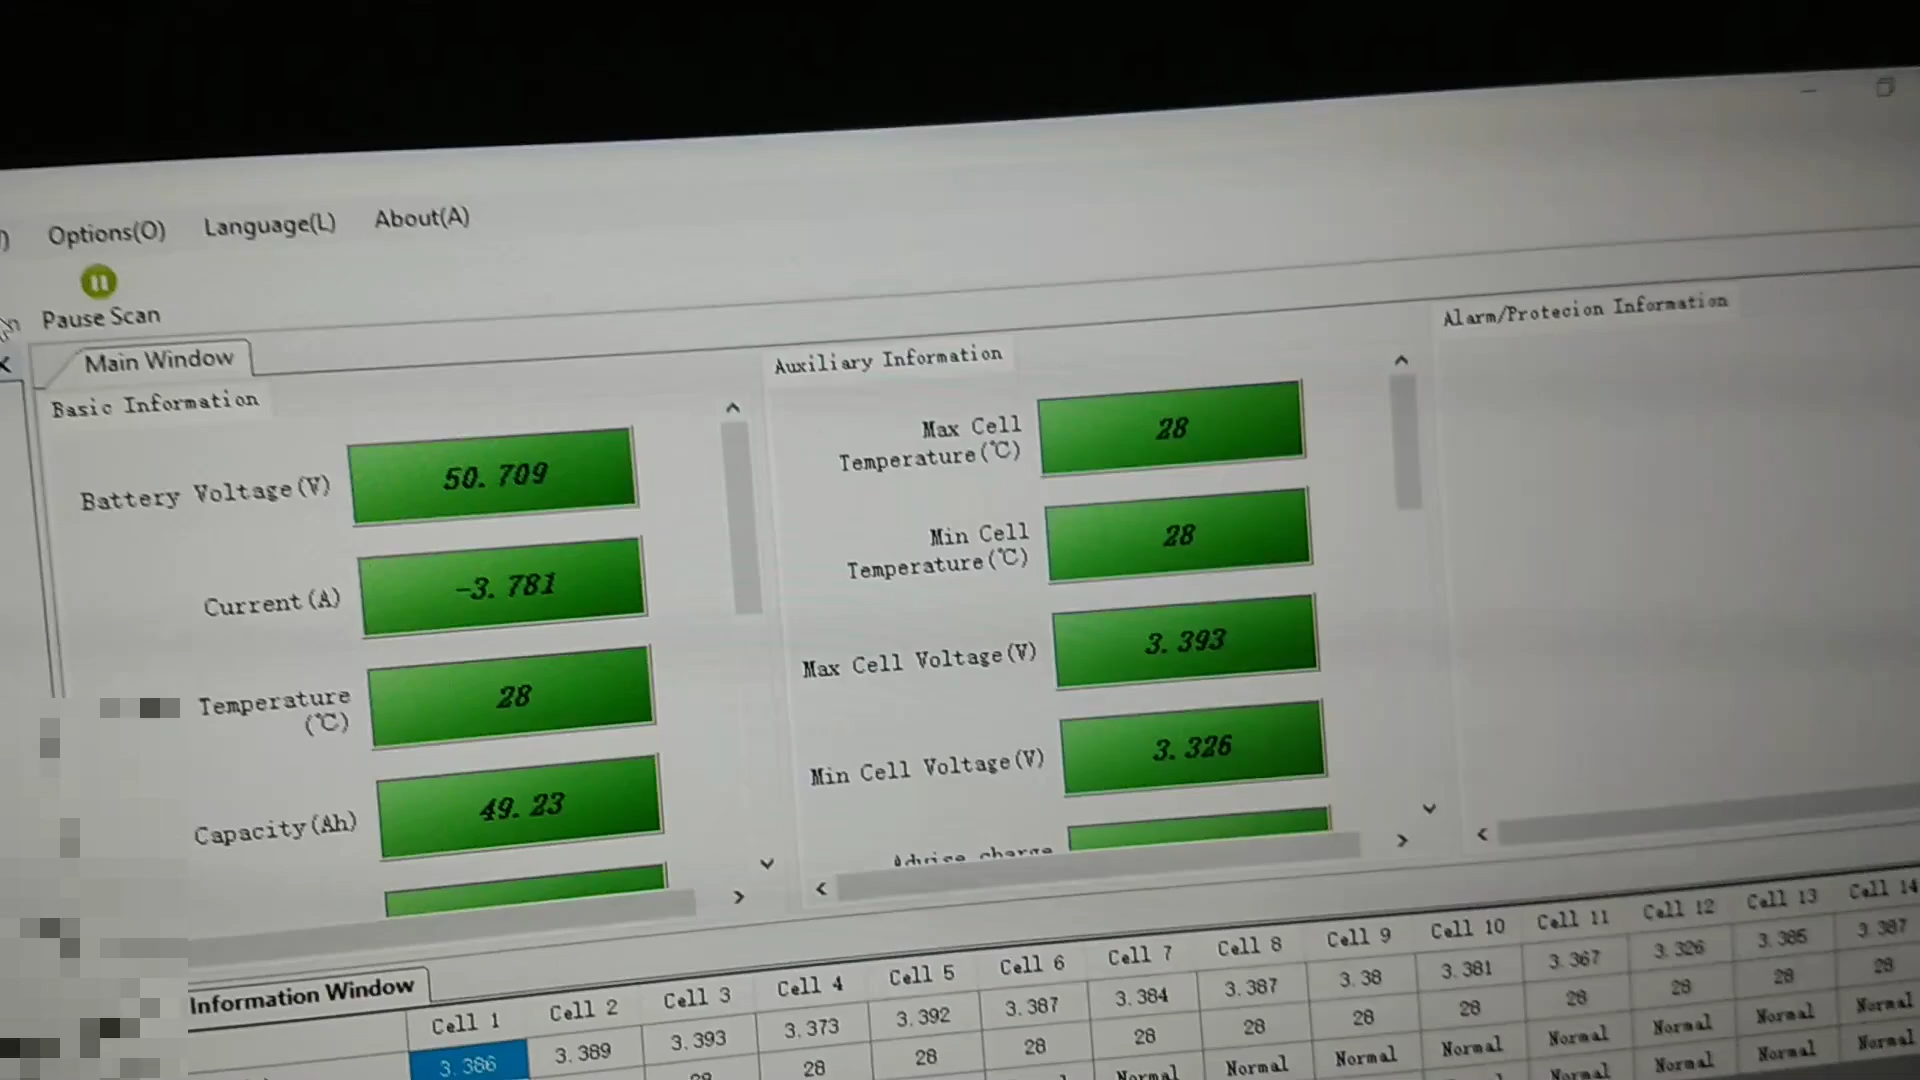 Options(O) Language(L) About(A)
Pause Scan
Main Window
Basic Information
Battery Voltage(V) 50.709
Current(A) -3.781
Temperature
(℃) 28
Capacity(Ah) 49.23
Auxiliary Information
Max Cell
Temperature(℃) 28
Min Cell
Temperature(℃) 28
Max Cell Voltage(V) 3.393
Min Cell Voltage(V) 3.326
Advise charge
Alarm/Protecion Information
Information Window
Cell 1 Cell 2 Cell 3 Cell 4 Cell 5 Cell 6 Cell 7 Cell 8 Cell 9 Cell 10 Cell 11 Cell 12 Cell 13 Cell 14
3.386 3.389 3.393 3.373 3.392 3.387 3.384 3.387 3.38 3.381 3.367 3.326 3.385 3.387
28 28 28 28 28 28 28 28 28 28 28 28
Normal Normal Normal Normal Normal Normal Normal Normal
Normal Normal Normal Normal